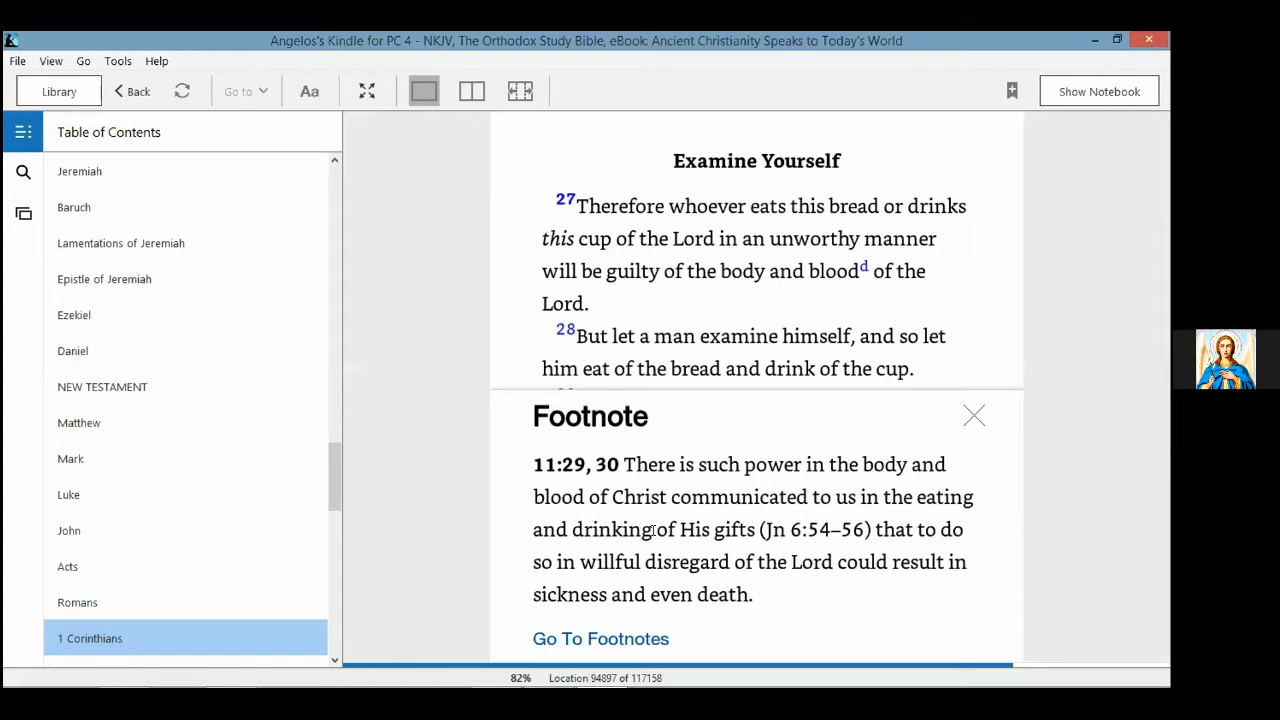 Angelos's Kindle for PC 4 - NKJV, The Orthodox Study Bible, eBook: Ancient Christianity Speaks to Today's World
File View Go Tools Help
Library Back Go to Aa Show Notebook
Table of Contents
Jeremiah
Baruch
Lamentations of Jeremiah
Epistle of Jeremiah
Ezekiel
Daniel
NEW TESTAMENT
Matthew
Mark
Luke
John
Acts
Romans
1 Corinthians
Examine Yourself
27Therefore whoever eats this bread or drinks
this cup of the Lord in an unworthy manner
will be guilty of the body and bloodd of the
Lord.
28But let a man examine himself, and so let
him eat of the bread and drink of the cup.
Footnote
11:29, 30 There is such power in the body and
blood of Christ communicated to us in the eating
and drinking of His gifts (Jn 6:54–56) that to do
so in willful disregard of the Lord could result in
sickness and even death.
Go To Footnotes
82% Location 94897 of 117158